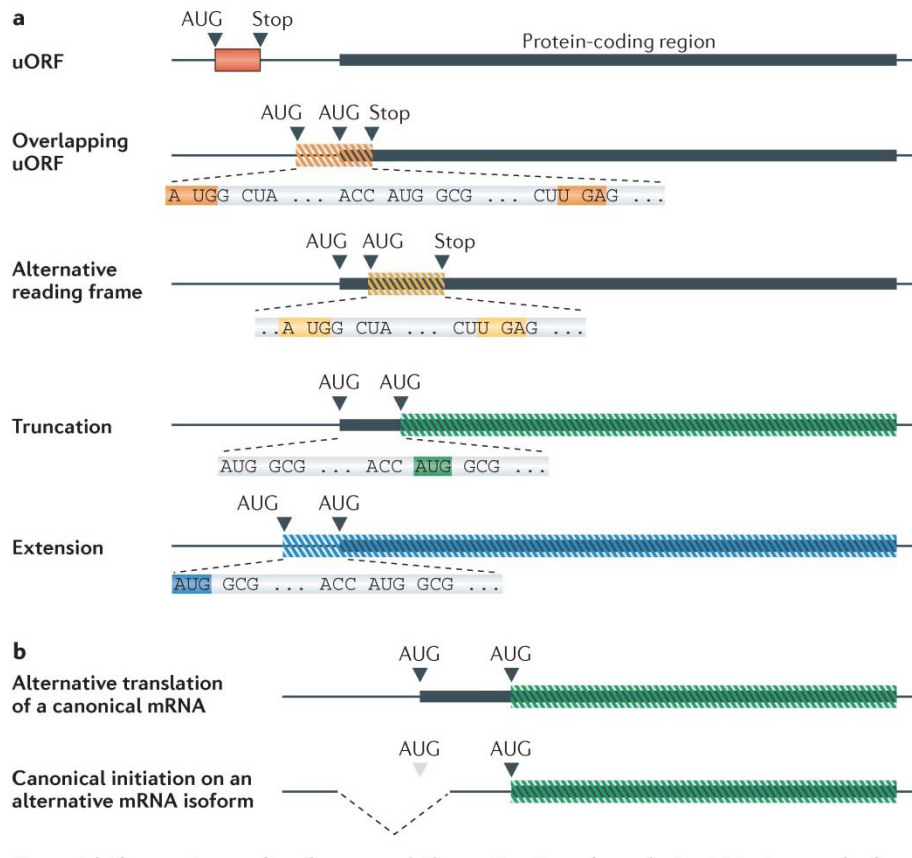 a
AUG Stop
uORF
Protein-coding region
AUG AUG Stop
Overlapping
uORF
A UGG CUA ... ACC AUG GCG ... CUU GAG ...
AUG AUG Stop
Alternative
reading frame
..A UGG CUA ... CUU GAG ...
AUG AUG
Truncation
AUG GCG ... ACC AUG GCG ...
AUG AUG
Extension
AUG GCG ... ACC AUG GCG ...
b
AUG AUG
Alternative translation
of a canonical mRNA
AUG AUG
Canonical initiation on an
alternative mRNA isoform